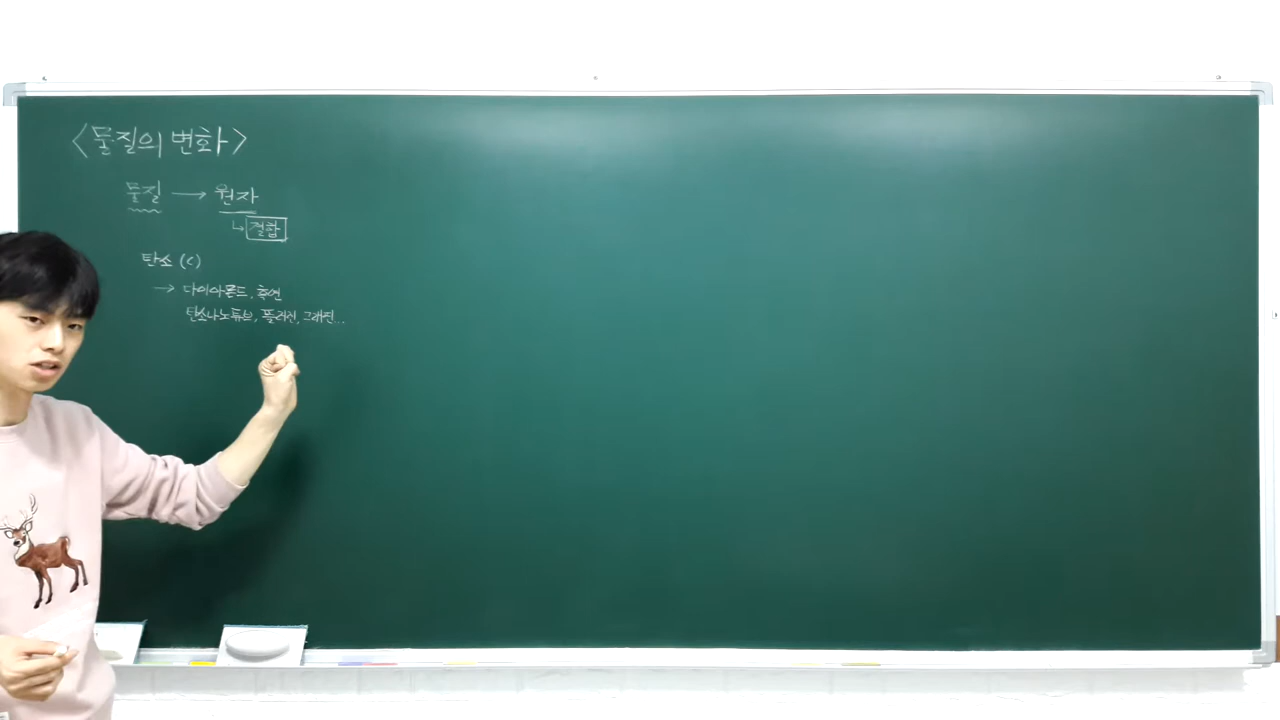 <물질의 변화>
물질 → 원자
↳ 결합
탄소 (C)
→ 다이아몬드, 흑연
탄소나노튜브, 풀러렌, 그래핀...